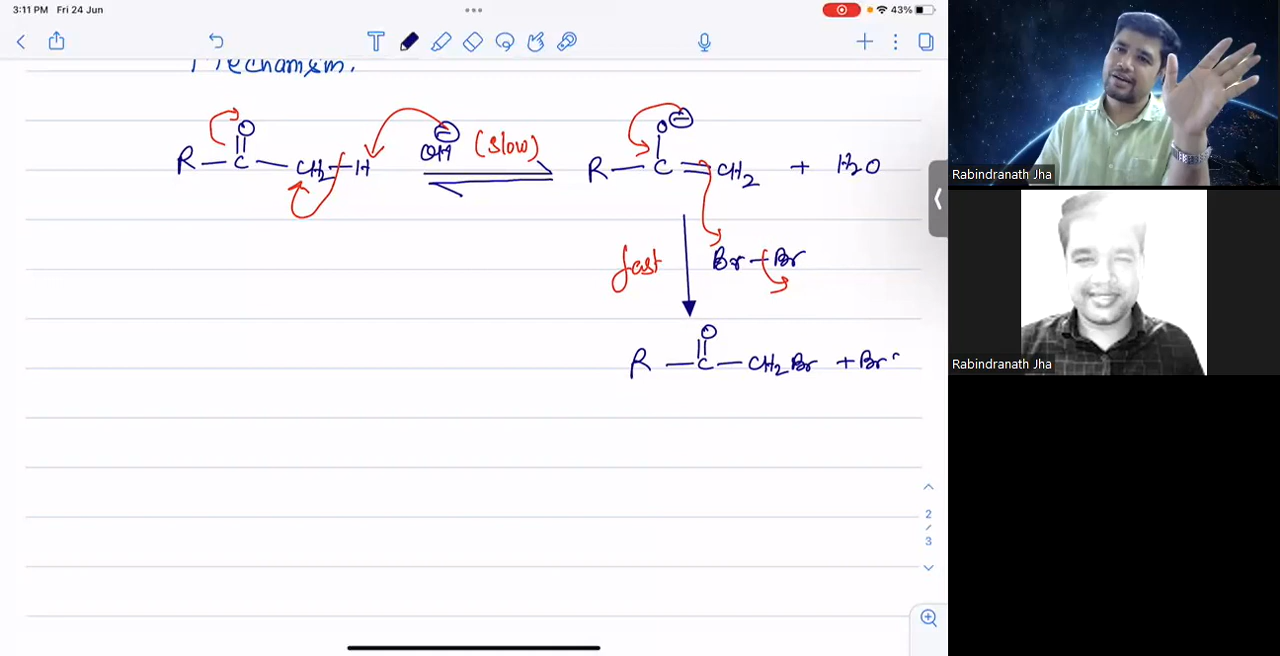 3:11 PM Fri 24 Jun
43%
T
Mechanism.
O
R — C — CH2 — H
OH
(slow)
O
R — C = CH2 + H2O
fast
Br — Br
O
R — C — CH2Br + Br
2
/
3
Rabindranath Jha
Rabindranath Jha